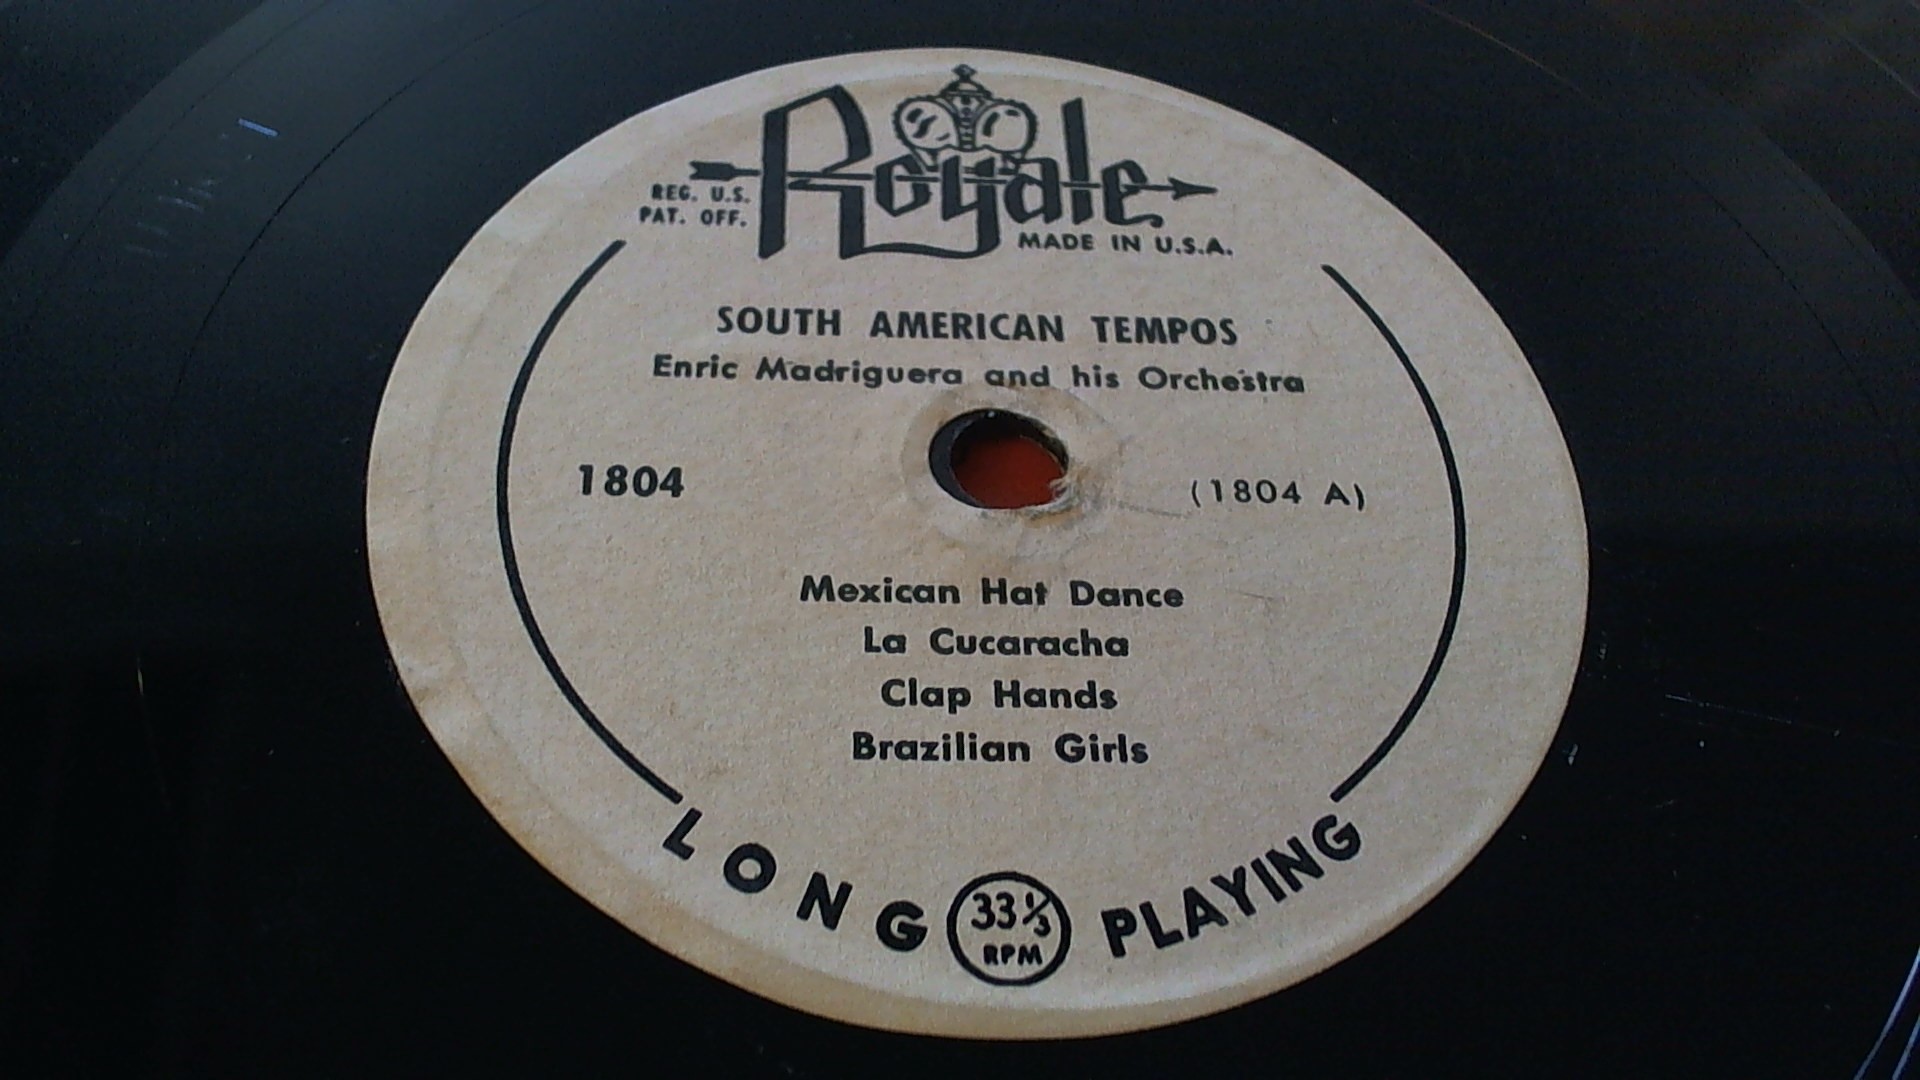 Royale
REG. U.S.
PAT. OFF.
MADE IN U.S.A.
SOUTH AMERICAN TEMPOS
Enric Madriguera and his Orchestra
1804 (1804 A)
Mexican Hat Dance
La Cucaracha
Clap Hands
Brazilian Girls
LONG 33⅓ RPM PLAYING